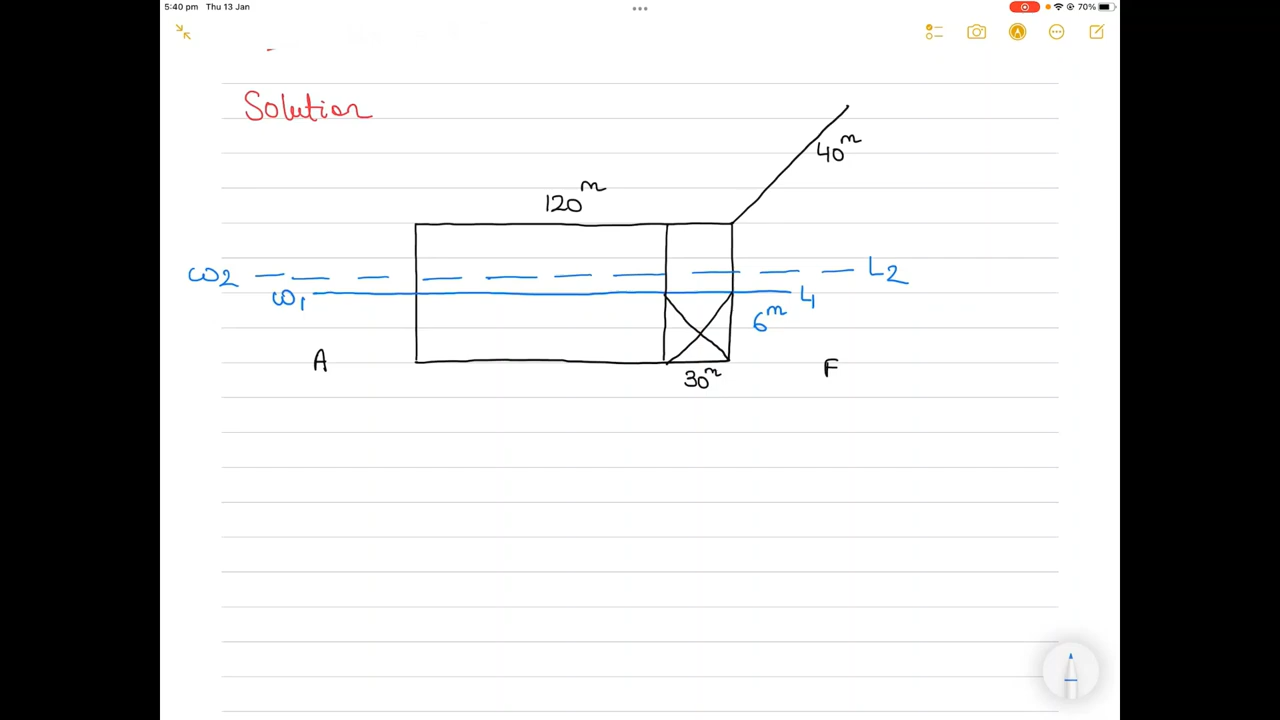 5:40 pm Thu 13 Jan
70%
Solution
40m
120m
ω2 L2
ω1 L1
6m
A F
30m